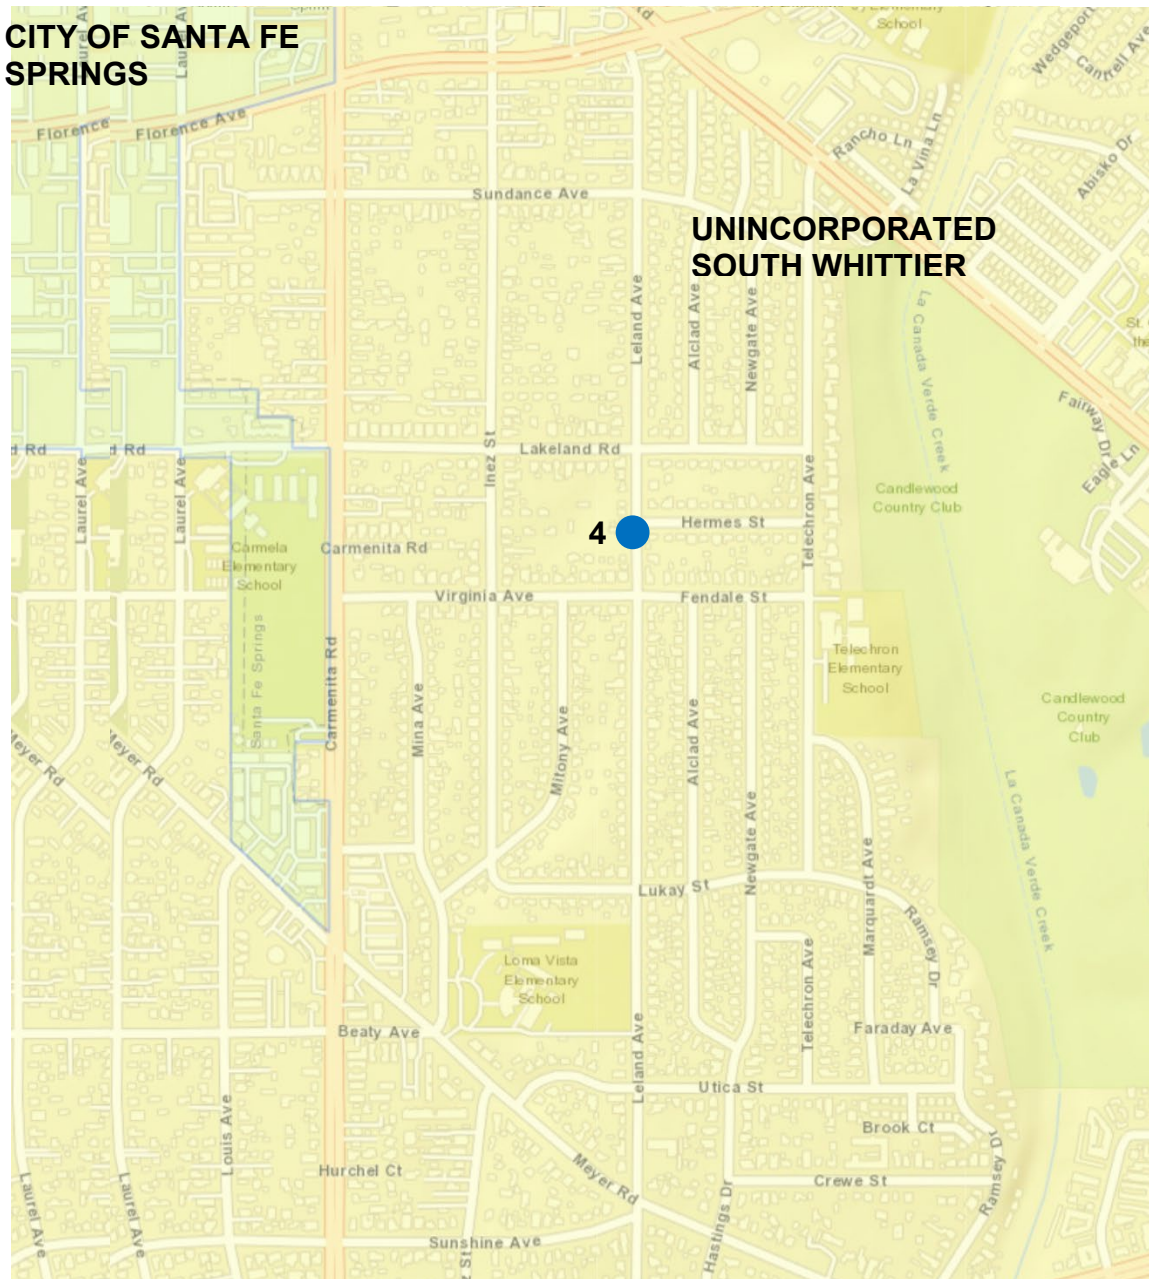 CITY OF SANTA FE
SPRINGS
School
Wedgeport
Cantrell Ave
Florence
Florence Ave
Rancho Ln
La Vina Ln
Abisko Dr
Sundance Ave
UNINCORPORATED
SOUTH WHITTIER
Leland Ave
Alclad Ave
Newgate Ave
La Canada Verde Creek
St.
the
Fairway Dr
Eagle Ln
d Rd
d Rd
Inez St
Lakeland Rd
Laurel Ave
Laurel Ave
Telechron Ave
Candlewood
Country Club
4
Hermes St
Carmela
Elementary
School
Carmenita Rd
Virginia Ave
Fendale St
Santa Fe Springs
Carmenita Rd
Telechron
Elementary
School
Mina Ave
Mitony Ave
Alclad Ave
Candlewood
Country
Club
Meyer Rd
Meyer Rd
Newgate Ave
La Canada Verde Creek
Marquardt Ave
Lukay St
Ramsey Dr
Loma Vista
Elementary
School
Telechron Ave
Beaty Ave
Leland Ave
Faraday Ave
Utica St
Louis Ave
Brook Ct
Hurchel Ct
Meyer Rd
Crewe St
Ramsey Dr
Laurel Ave
Laurel Ave
Hastings Dr
Sunshine Ave
z St